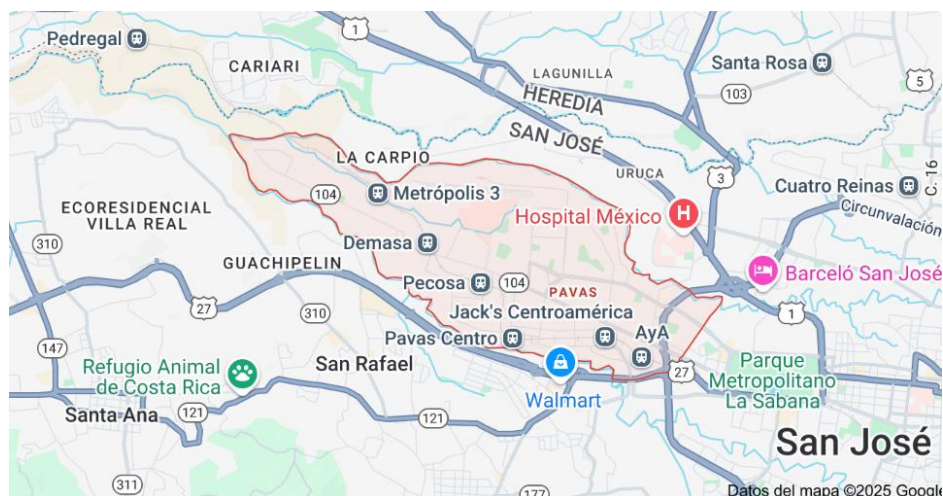 1
Pedregal
CARIARI
Santa Rosa
LAGUNILLA
5
103
HEREDIA
SAN JOSÉ
LA CARPIO
C. 16
URUCA
3
Cuatro Reinas
104
Metrópolis 3
ECORESIDENCIAL
VILLA REAL
Hospital México
H
Circunvalación
310
Demasa
GUACHIPELIN
Barceló San José
Pecosa
104
PAVAS
27
310
Jack's Centroamérica
1
147
Pavas Centro
AyA
Refugio Animal
de Costa Rica
San Rafael
Walmart
27
Parque
Metropolitano
La Sabana
Santa Ana
121
121
San José
311
177
Datos del mapa ©2025 Google